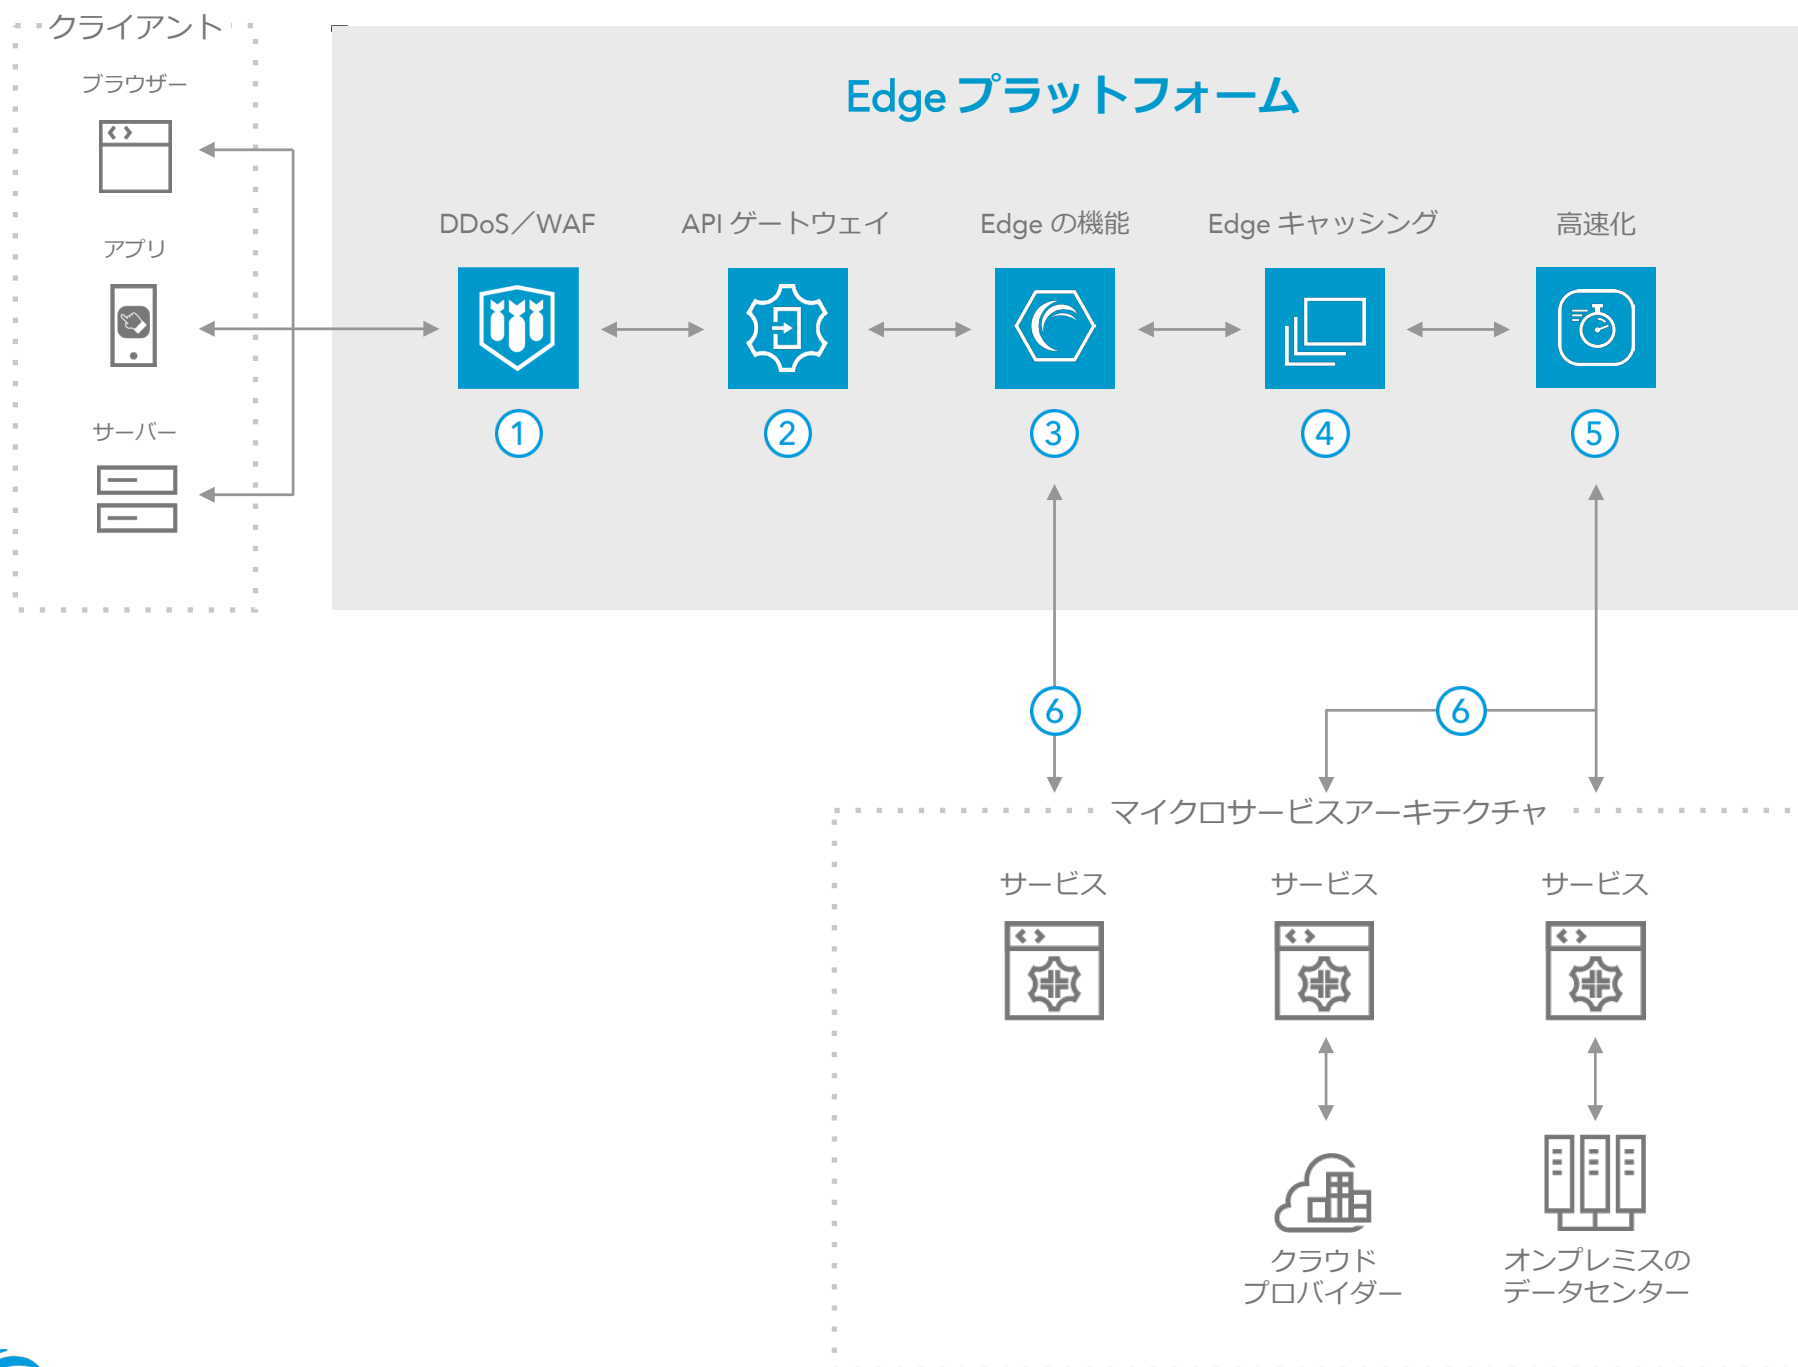 クライアント
ブラウザー
アプリ
サーバー
Edge プラットフォーム
DDoS／WAF
API ゲートウェイ
Edge の機能
Edge キャッシング
高速化
1
2
3
4
5
6
6
マイクロサービスアーキテクチャ
サービス
サービス
サービス
クラウド
プロバイダー
オンプレミスの
データセンター